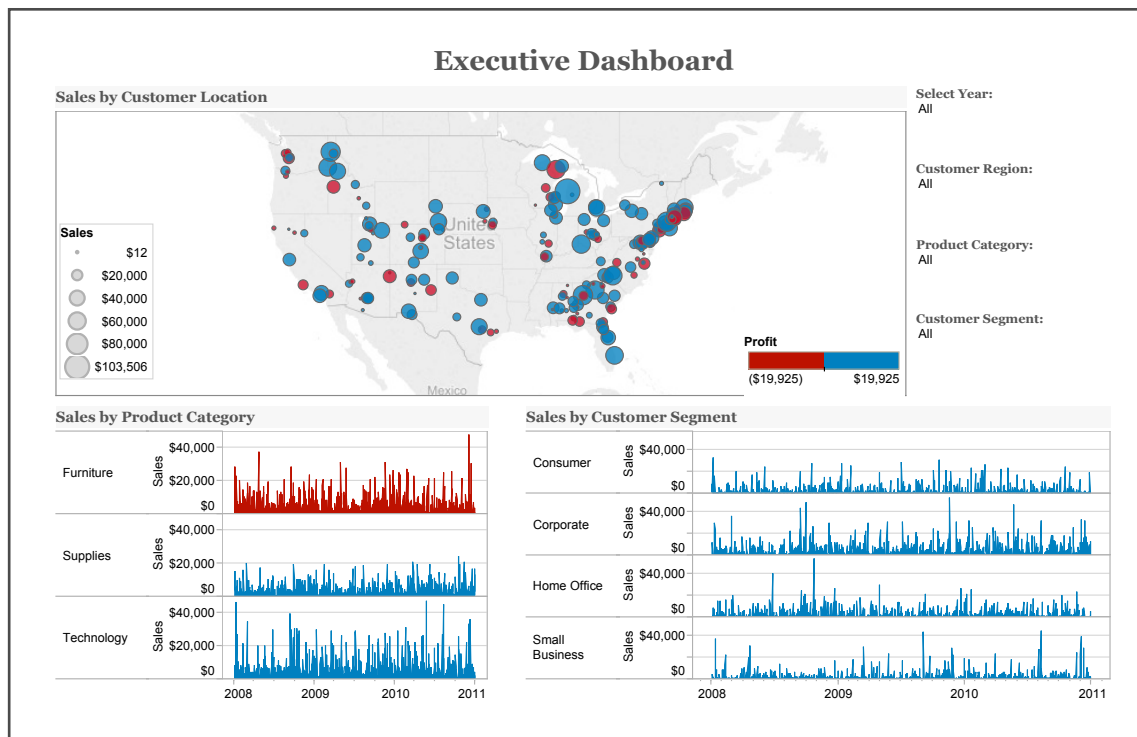 Executive Dashboard
Sales by Customer Location
Select Year:
All
Customer Region:
All
Product Category:
All
Customer Segment:
All
United
States
Mexico
Sales
$12
$20,000
$40,000
$60,000
$80,000
$103,506
Profit
($19,925) $19,925
Sales by Product Category
Furniture
Sales
$40,000
$20,000
$0
Supplies
Sales
$20,000
$0
Technology
Sales
$40,000
$20,000
$0
2008 2009 2010 2011
Sales by Customer Segment
Consumer
Sales
$40,000
$0
Corporate
Sales
$40,000
$0
Home Office
Sales
$40,000
$0
Small
Business
Sales
$40,000
$0
2008 2009 2010 2011